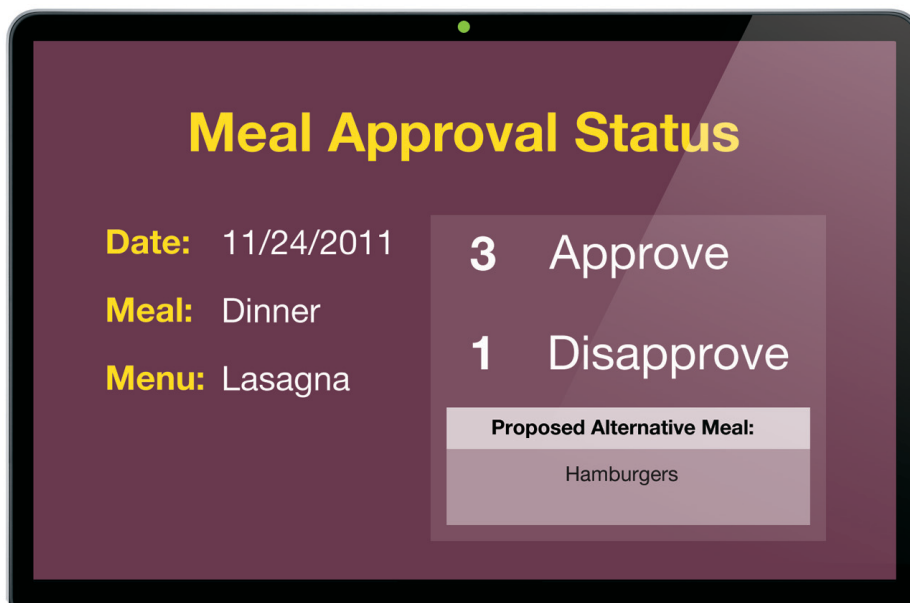 Meal Approval Status
Date: 11/24/2011
Meal: Dinner
Menu: Lasagna
3 Approve
1 Disapprove
Proposed Alternative Meal:
Hamburgers